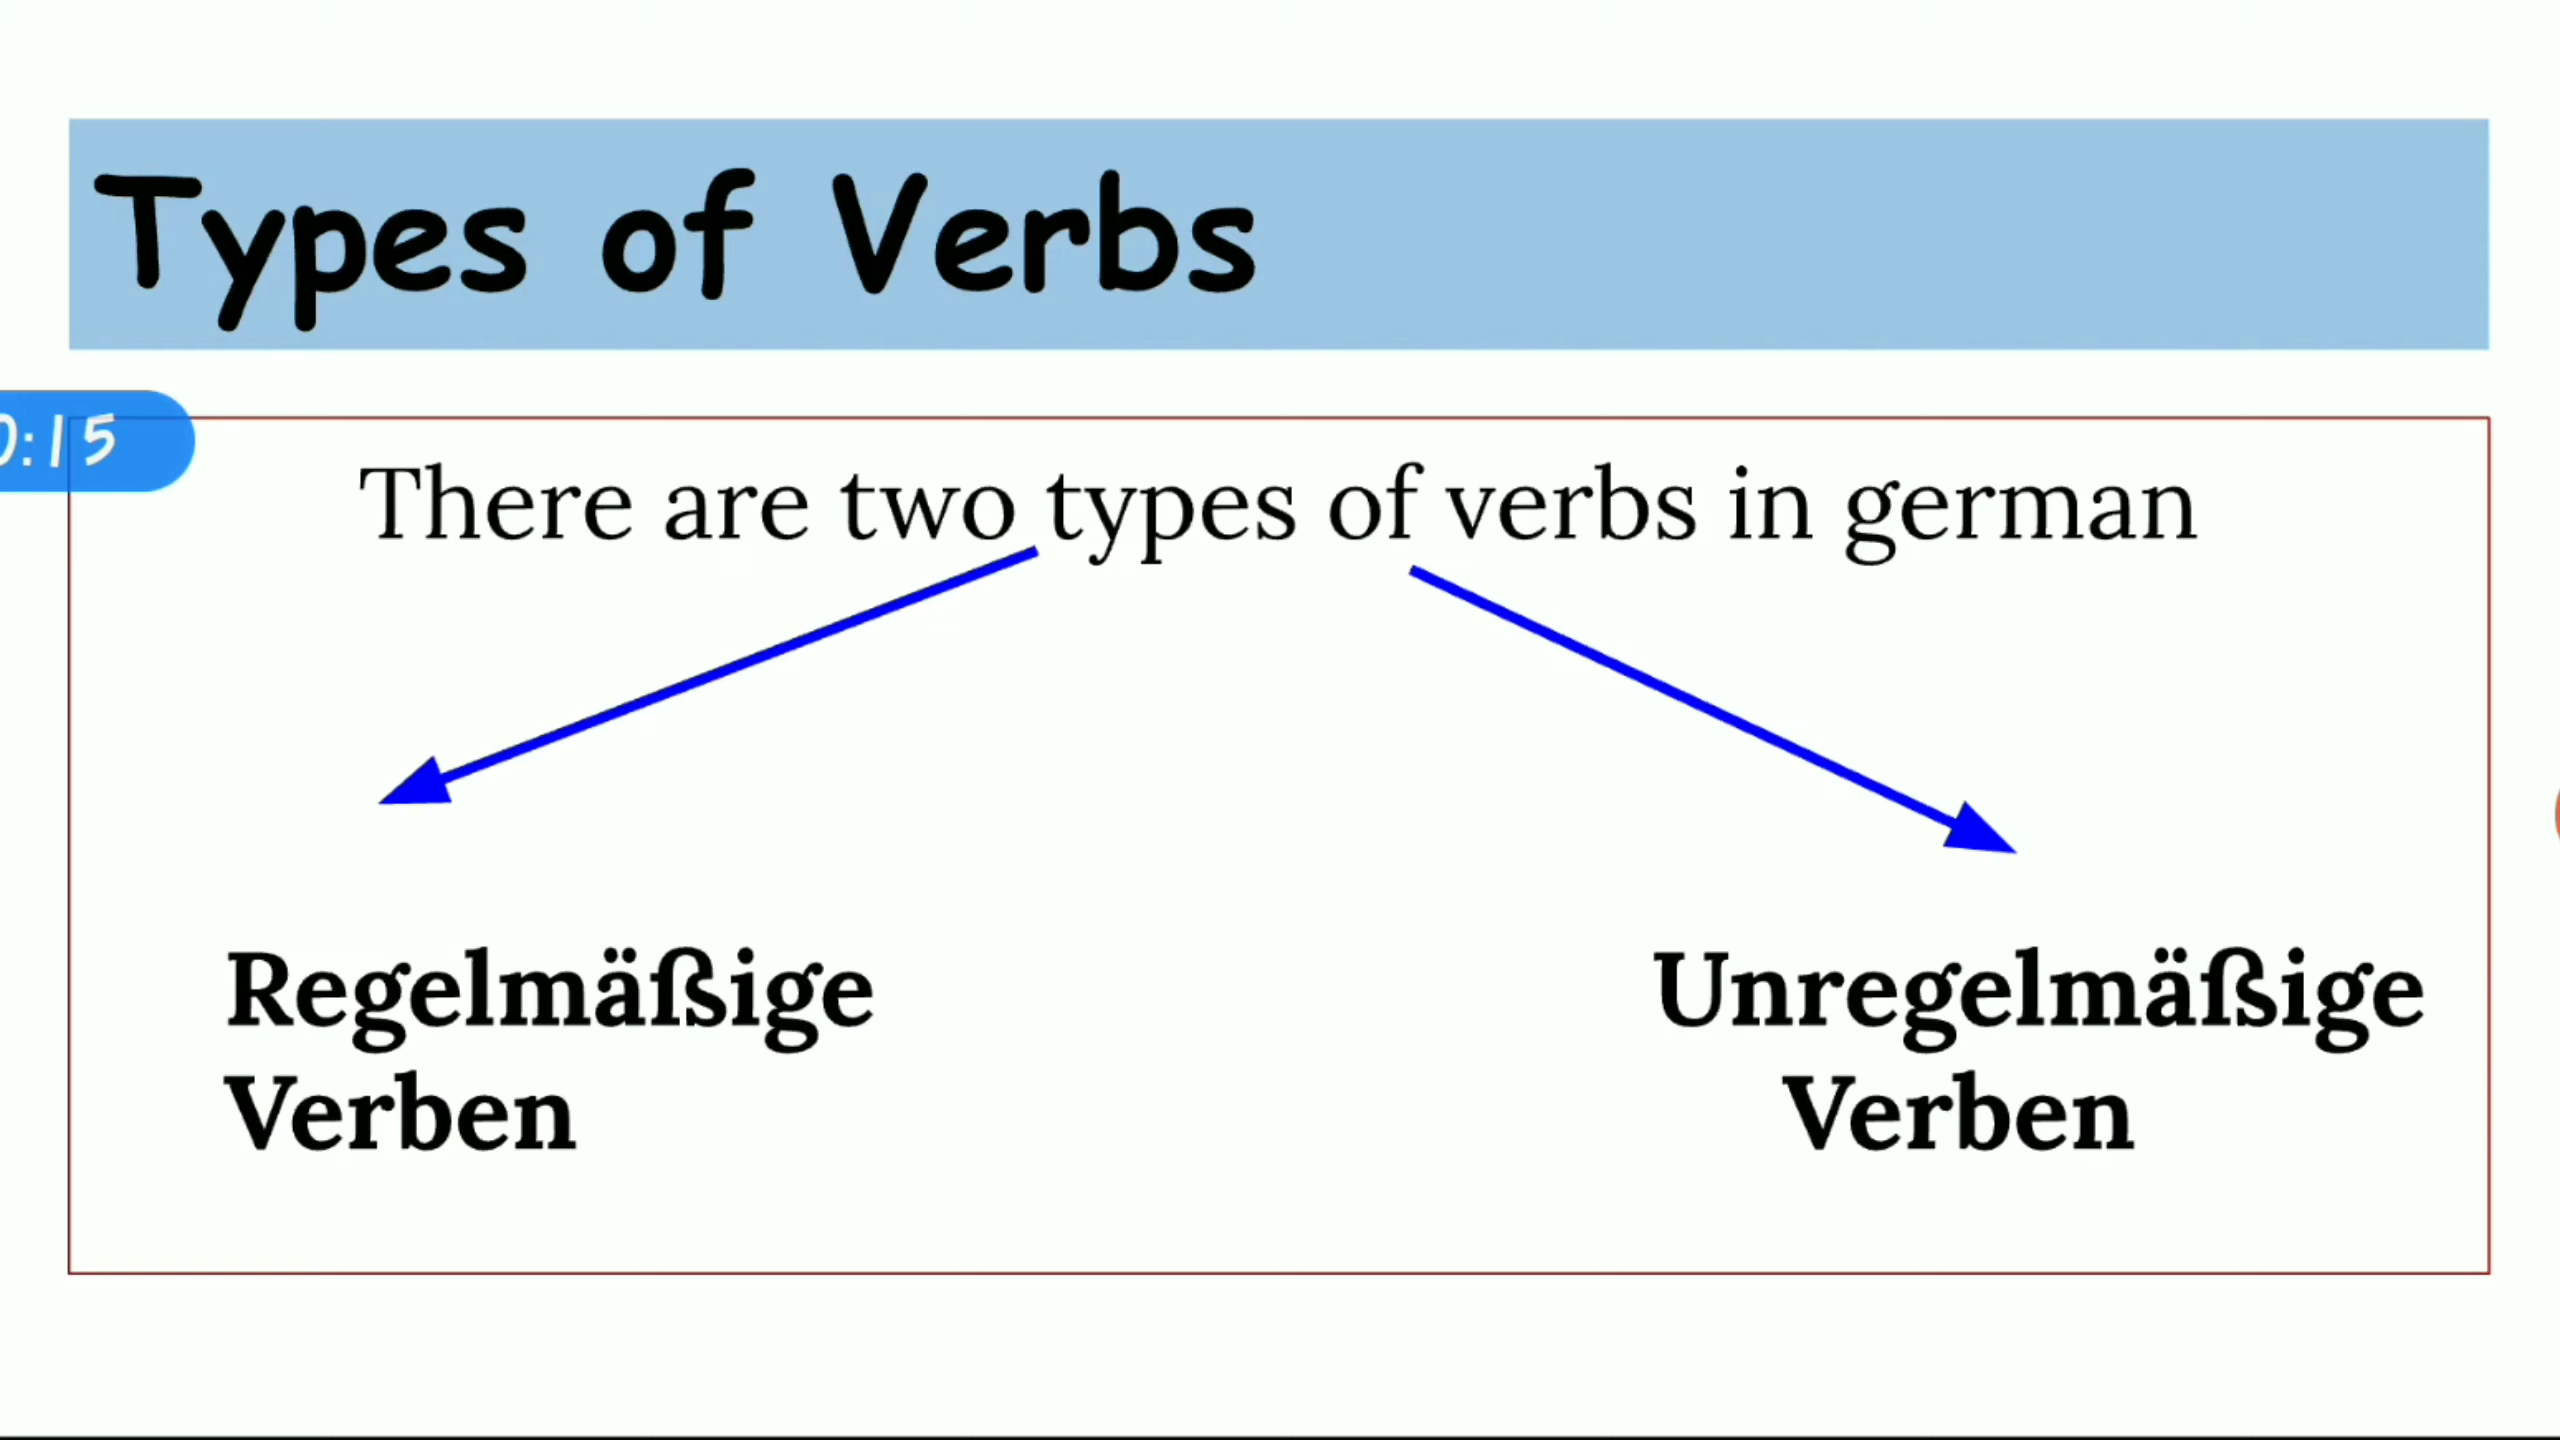 Types of Verbs
0:15
There are two types of verbs in german
Regelmäßige
Verben
Unregelmäßige
Verben